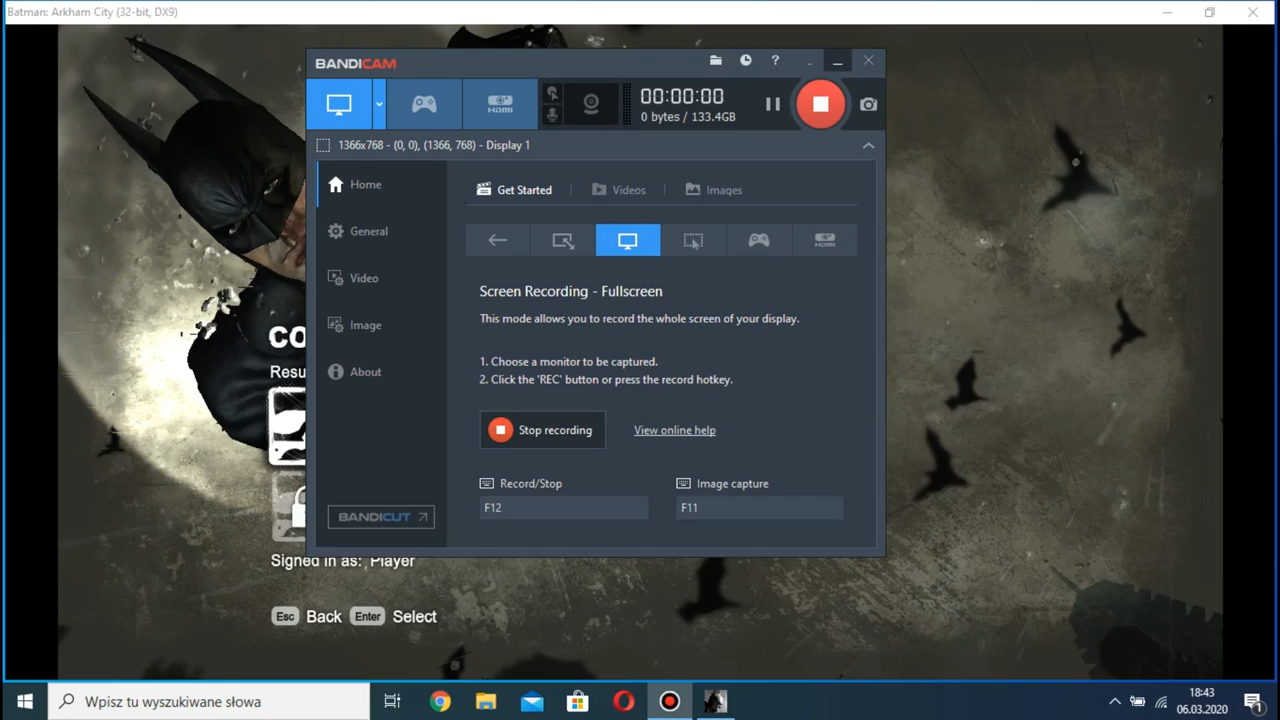 Batman: Arkham City (32-bit, DX9)
BANDICAM
?
HDMI
00:00:00
0 bytes / 133.4GB
1366x768 - (0, 0), (1366, 768) - Display 1
Home
General
Video
Image
About
BANDICUT
Get Started
Videos
Images
HDMI
Screen Recording - Fullscreen
This mode allows you to record the whole screen of your display.
1. Choose a monitor to be captured.
2. Click the 'REC' button or press the record hotkey.
Stop recording
View online help
Record/Stop
Image capture
F12
F11
CO
Resu
Signed in as: Player
Esc Back Enter Select
Wpisz tu wyszukiwane słowa
18:43
06.03.2020
1